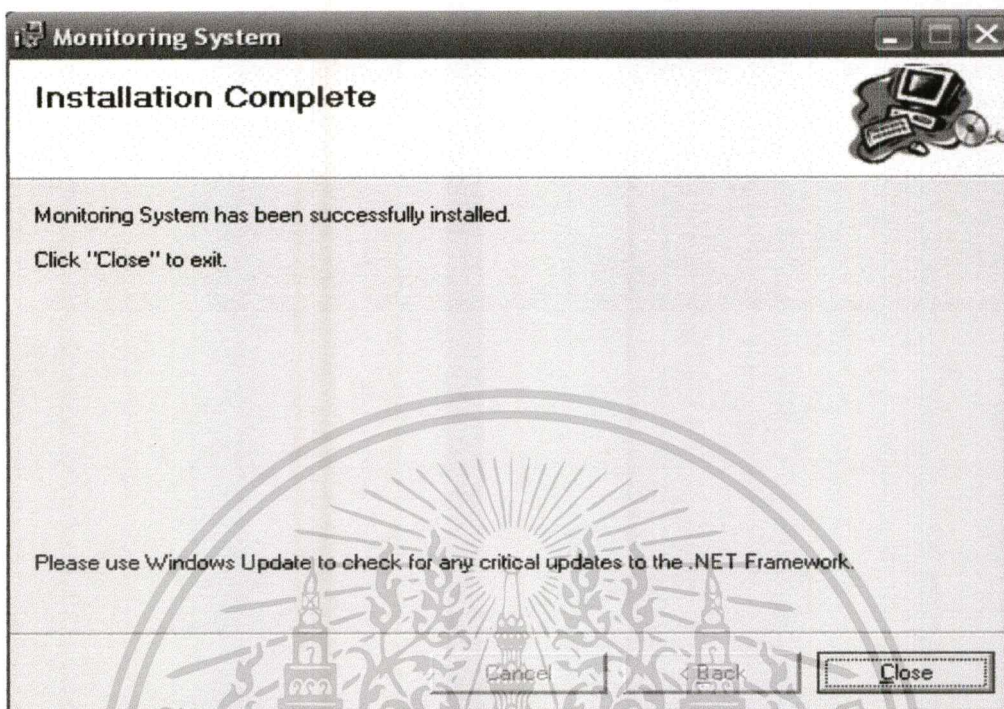 Monitoring System
Installation Complete
Monitoring System has been successfully installed.
Click "Close" to exit.
Please use Windows Update to check for any critical updates to the .NET Framework.
Cancel
< Back
Close